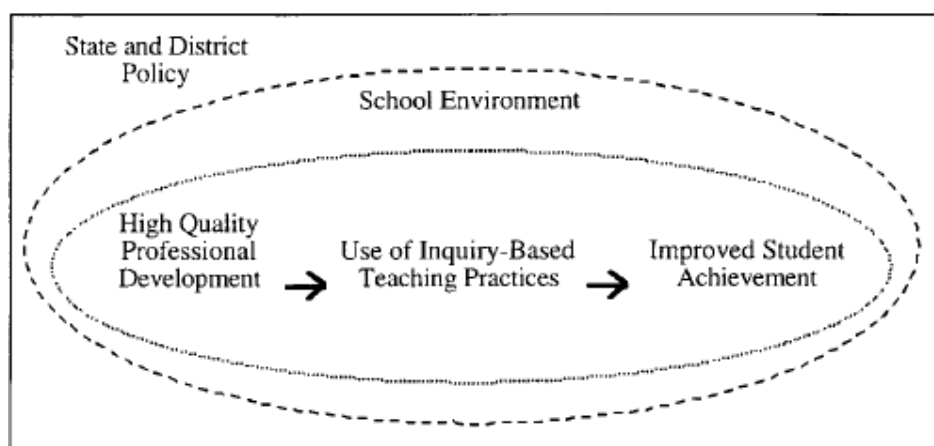 State and District
Policy
School Environment
High Quality
Professional
Development
Use of Inquiry-Based
Teaching Practices
Improved Student
Achievement